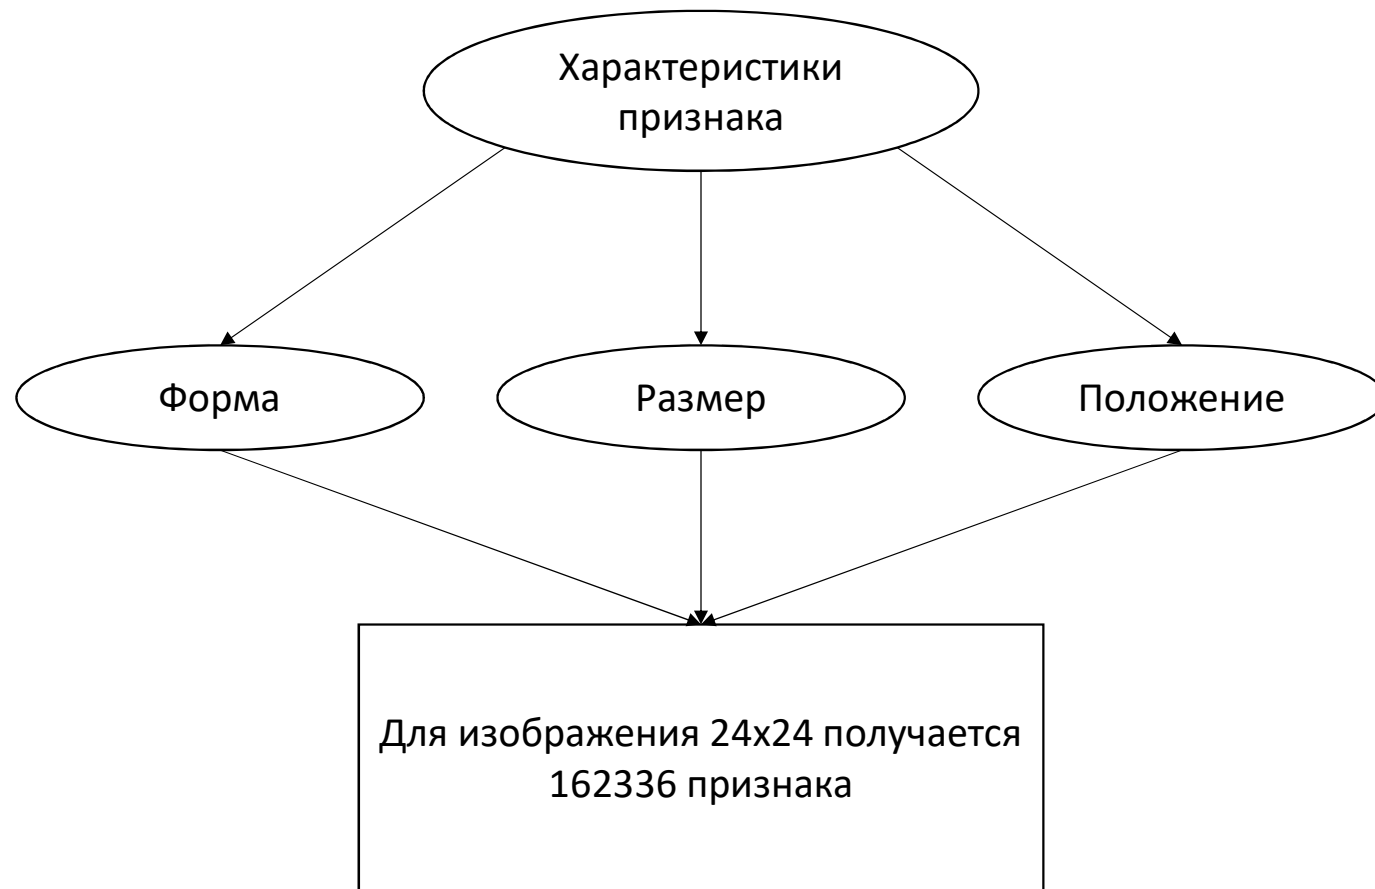 Характеристики
признака
Форма
Размер
Положение
Для изображения 24x24 получается
162336 признака